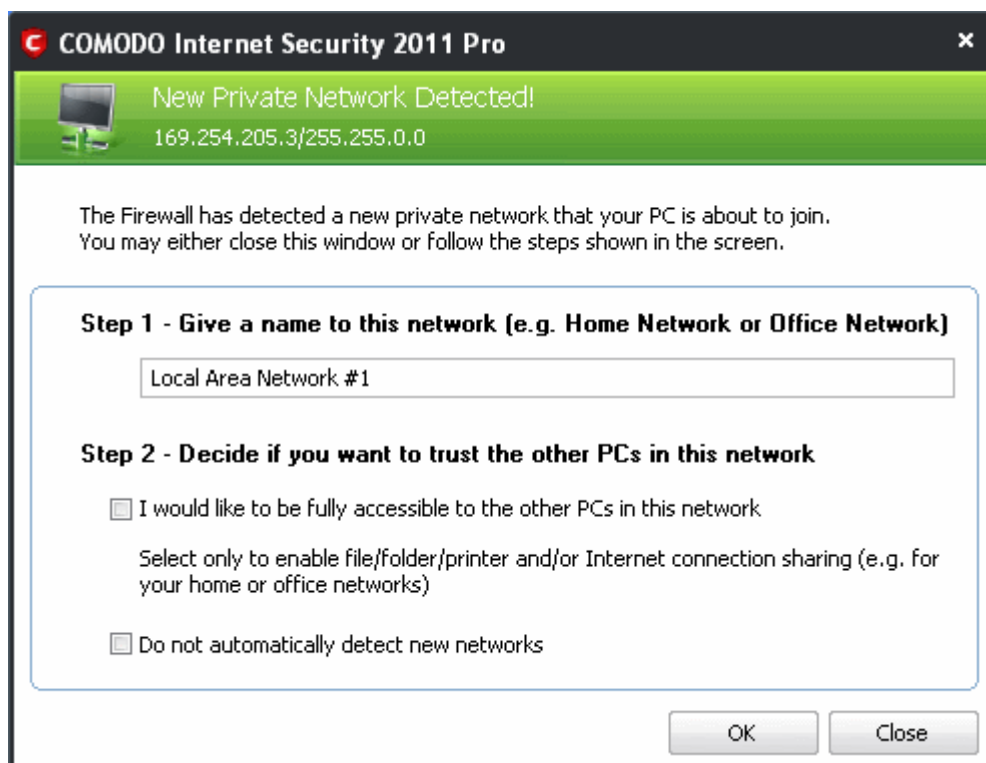 COMODO Internet Security 2011 Pro
New Private Network Detected!
169.254.205.3/255.255.0.0
The Firewall has detected a new private network that your PC is about to join.
You may either close this window or follow the steps shown in the screen.
Step 1 - Give a name to this network (e.g. Home Network or Office Network)
Local Area Network #1
Step 2 - Decide if you want to trust the other PCs in this network
I would like to be fully accessible to the other PCs in this network
Select only to enable file/folder/printer and/or Internet connection sharing (e.g. for
your home or office networks)
Do not automatically detect new networks
OK
Close